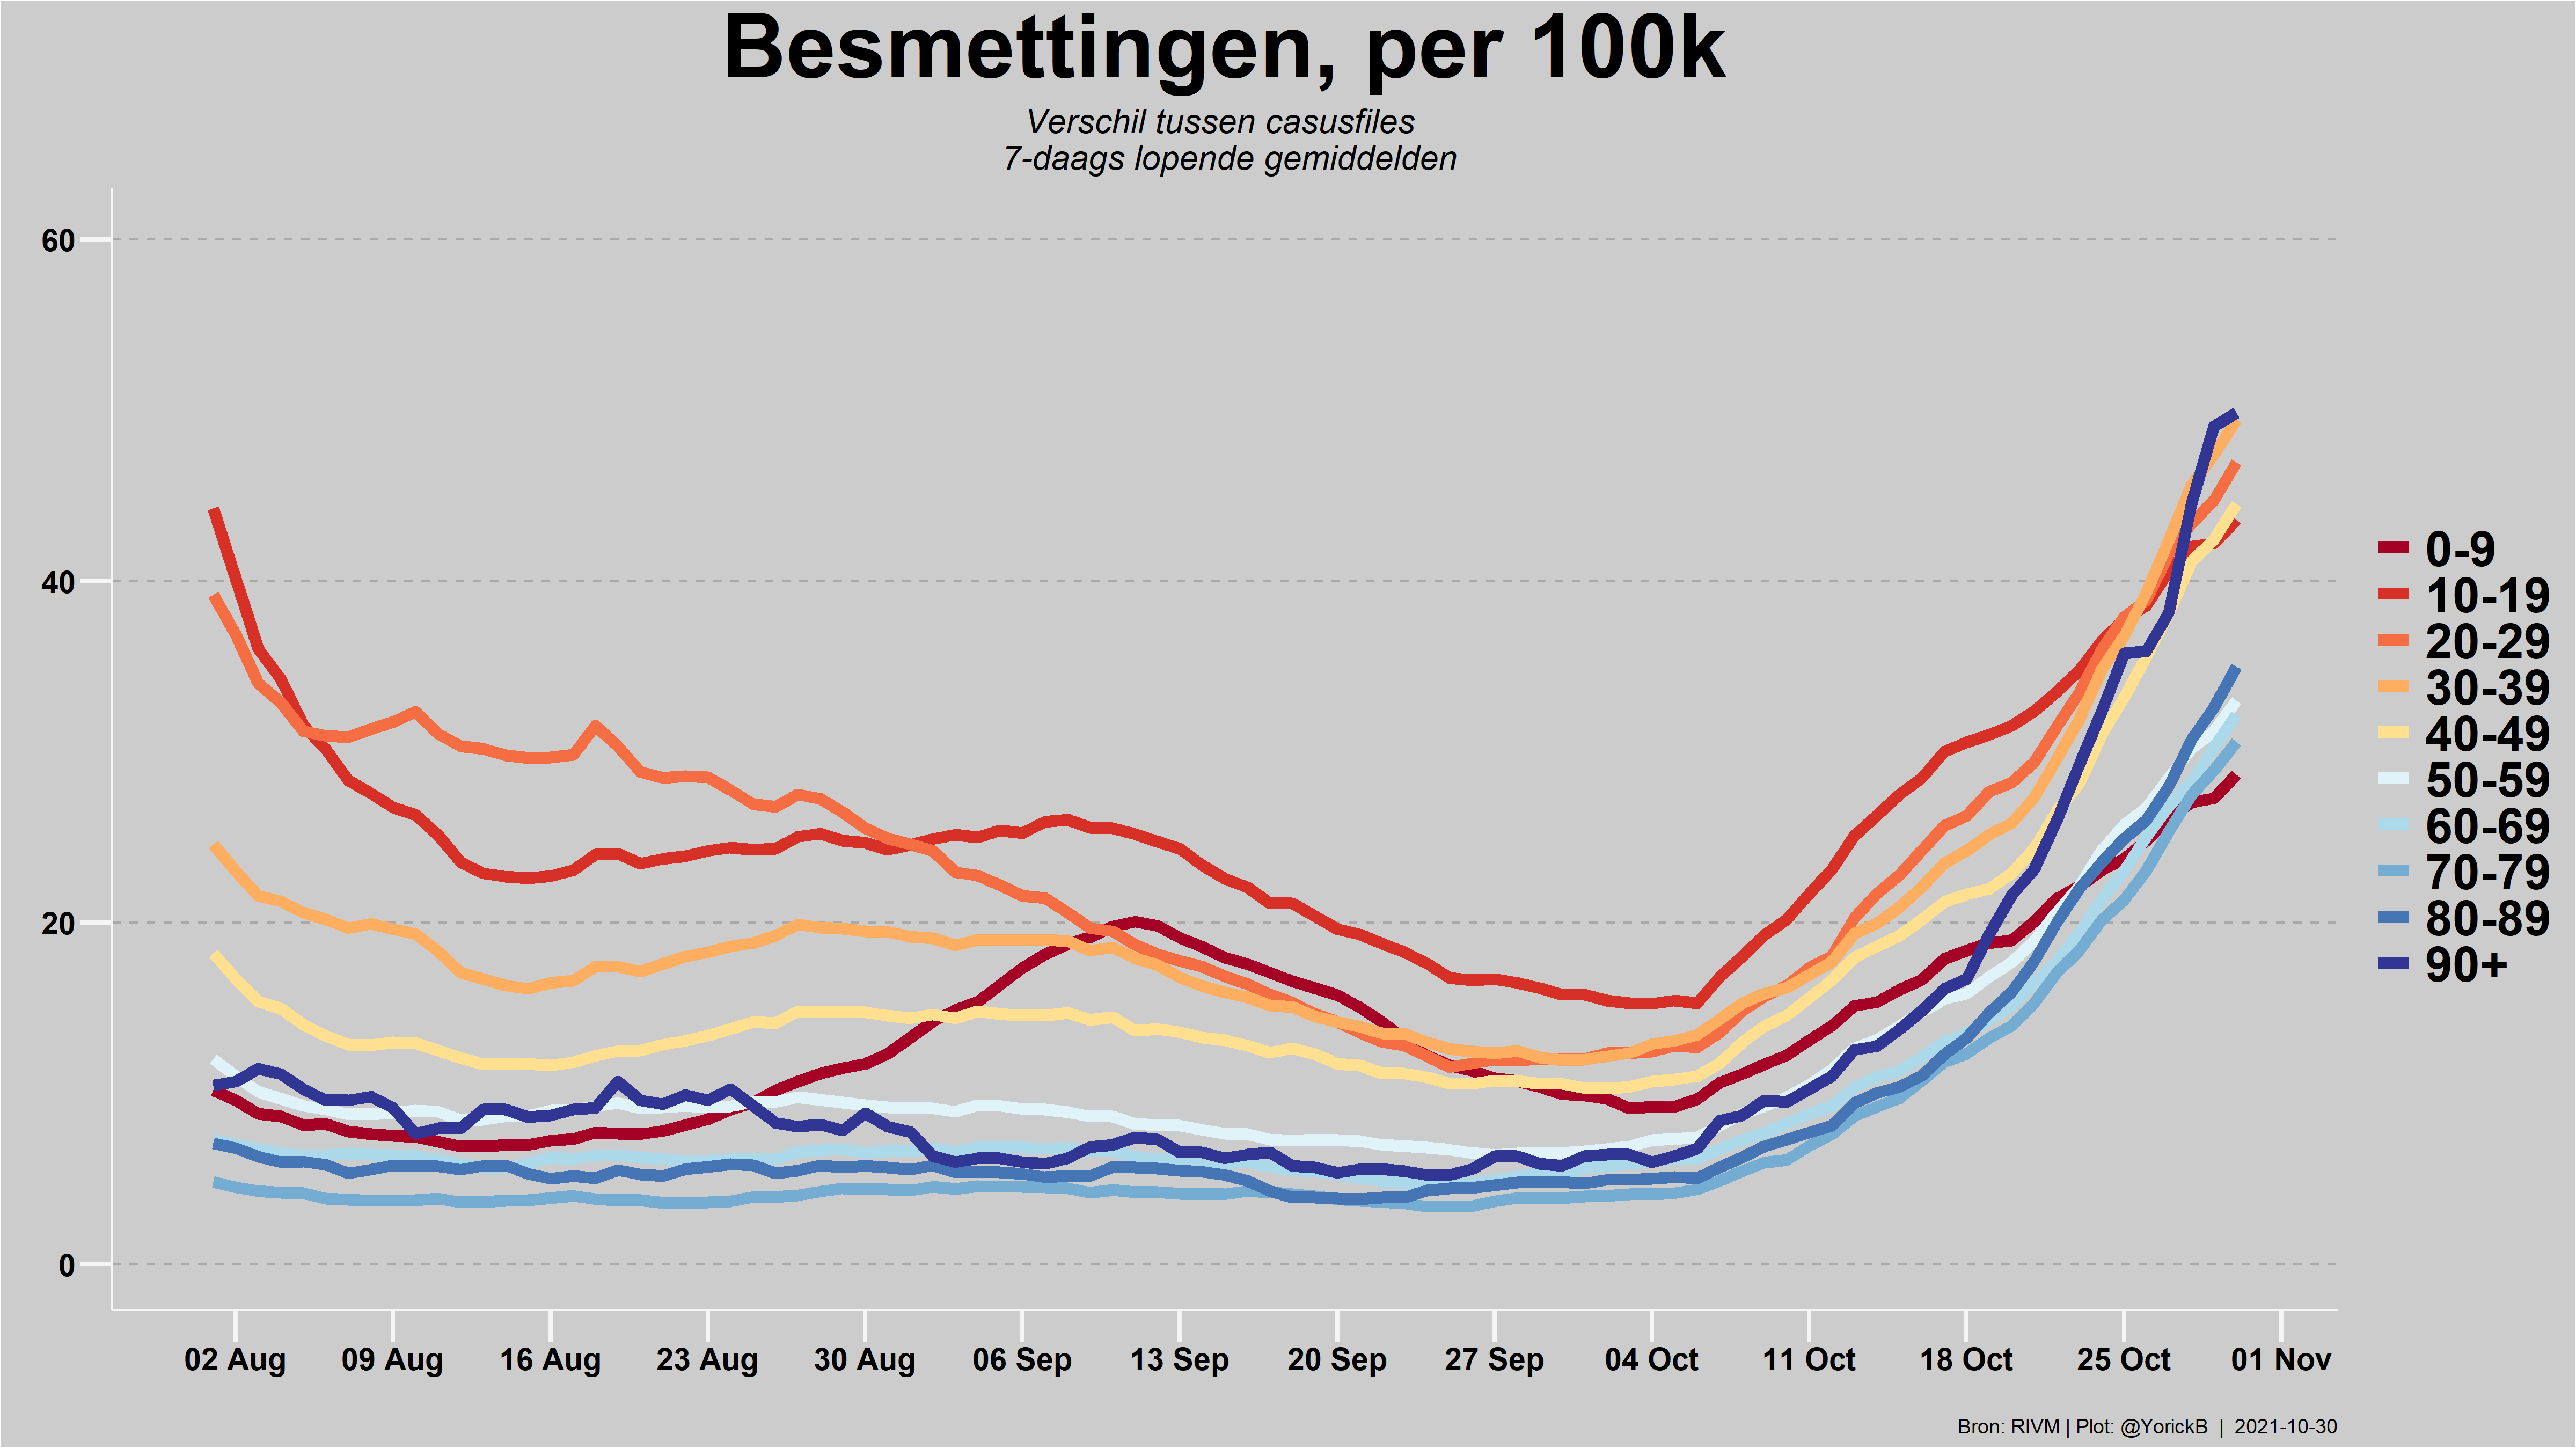 Besmettingen, per 100k
Verschil tussen casusfiles
7-daags lopende gemiddelden
60
40
20
0
0-9
10-19
20-29
30-39
40-49
50-59
60-69
70-79
80-89
90+
02 Aug 09 Aug 16 Aug 23 Aug 30 Aug 06 Sep 13 Sep 20 Sep 27 Sep 04 Oct 11 Oct 18 Oct 25 Oct 01 Nov
Bron: RIVM | Plot: @YorickB | 2021-10-30